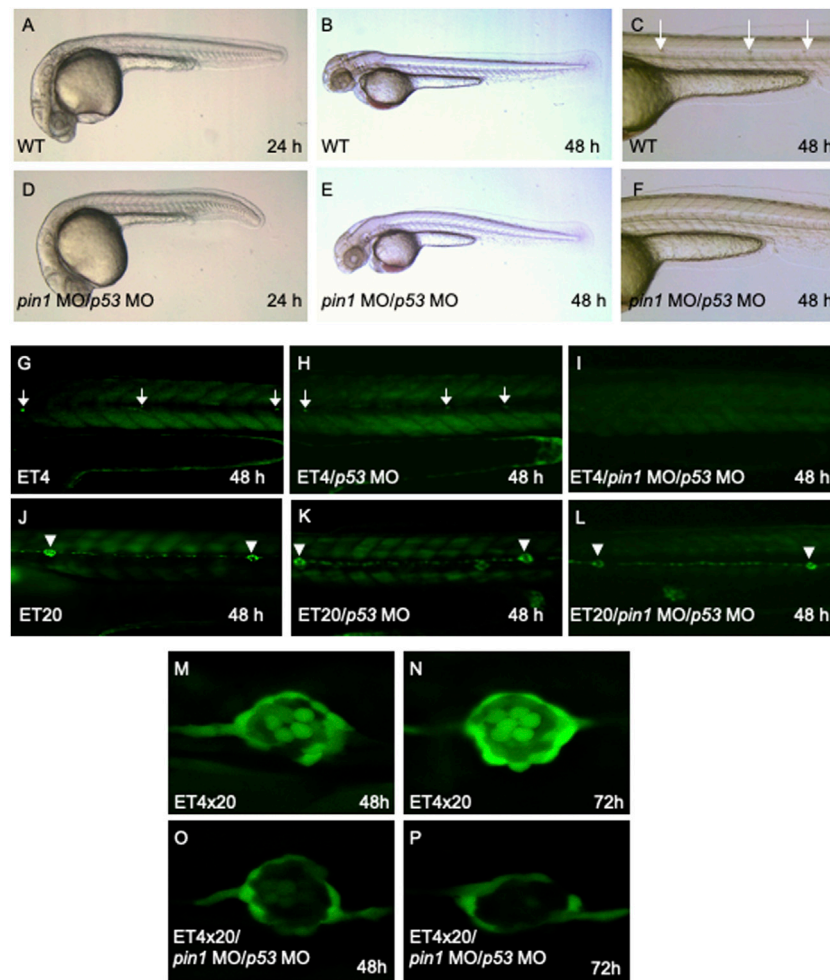 A
WT
24 h
B
WT
48 h
C
WT
48 h
D
pin1 MO/p53 MO
24 h
E
pin1 MO/p53 MO
48 h
F
pin1 MO/p53 MO
48 h
G
ET4
48 h
H
ET4/p53 MO
48 h
I
ET4/pin1 MO/p53 MO
48 h
J
ET20
48 h
K
ET20/p53 MO
48 h
L
ET20/pin1 MO/p53 MO
48 h
M
ET4x20
48h
N
ET4x20
72h
O
ET4x20/
pin1 MO/p53 MO
48h
P
ET4x20/
pin1 MO/p53 MO
72h